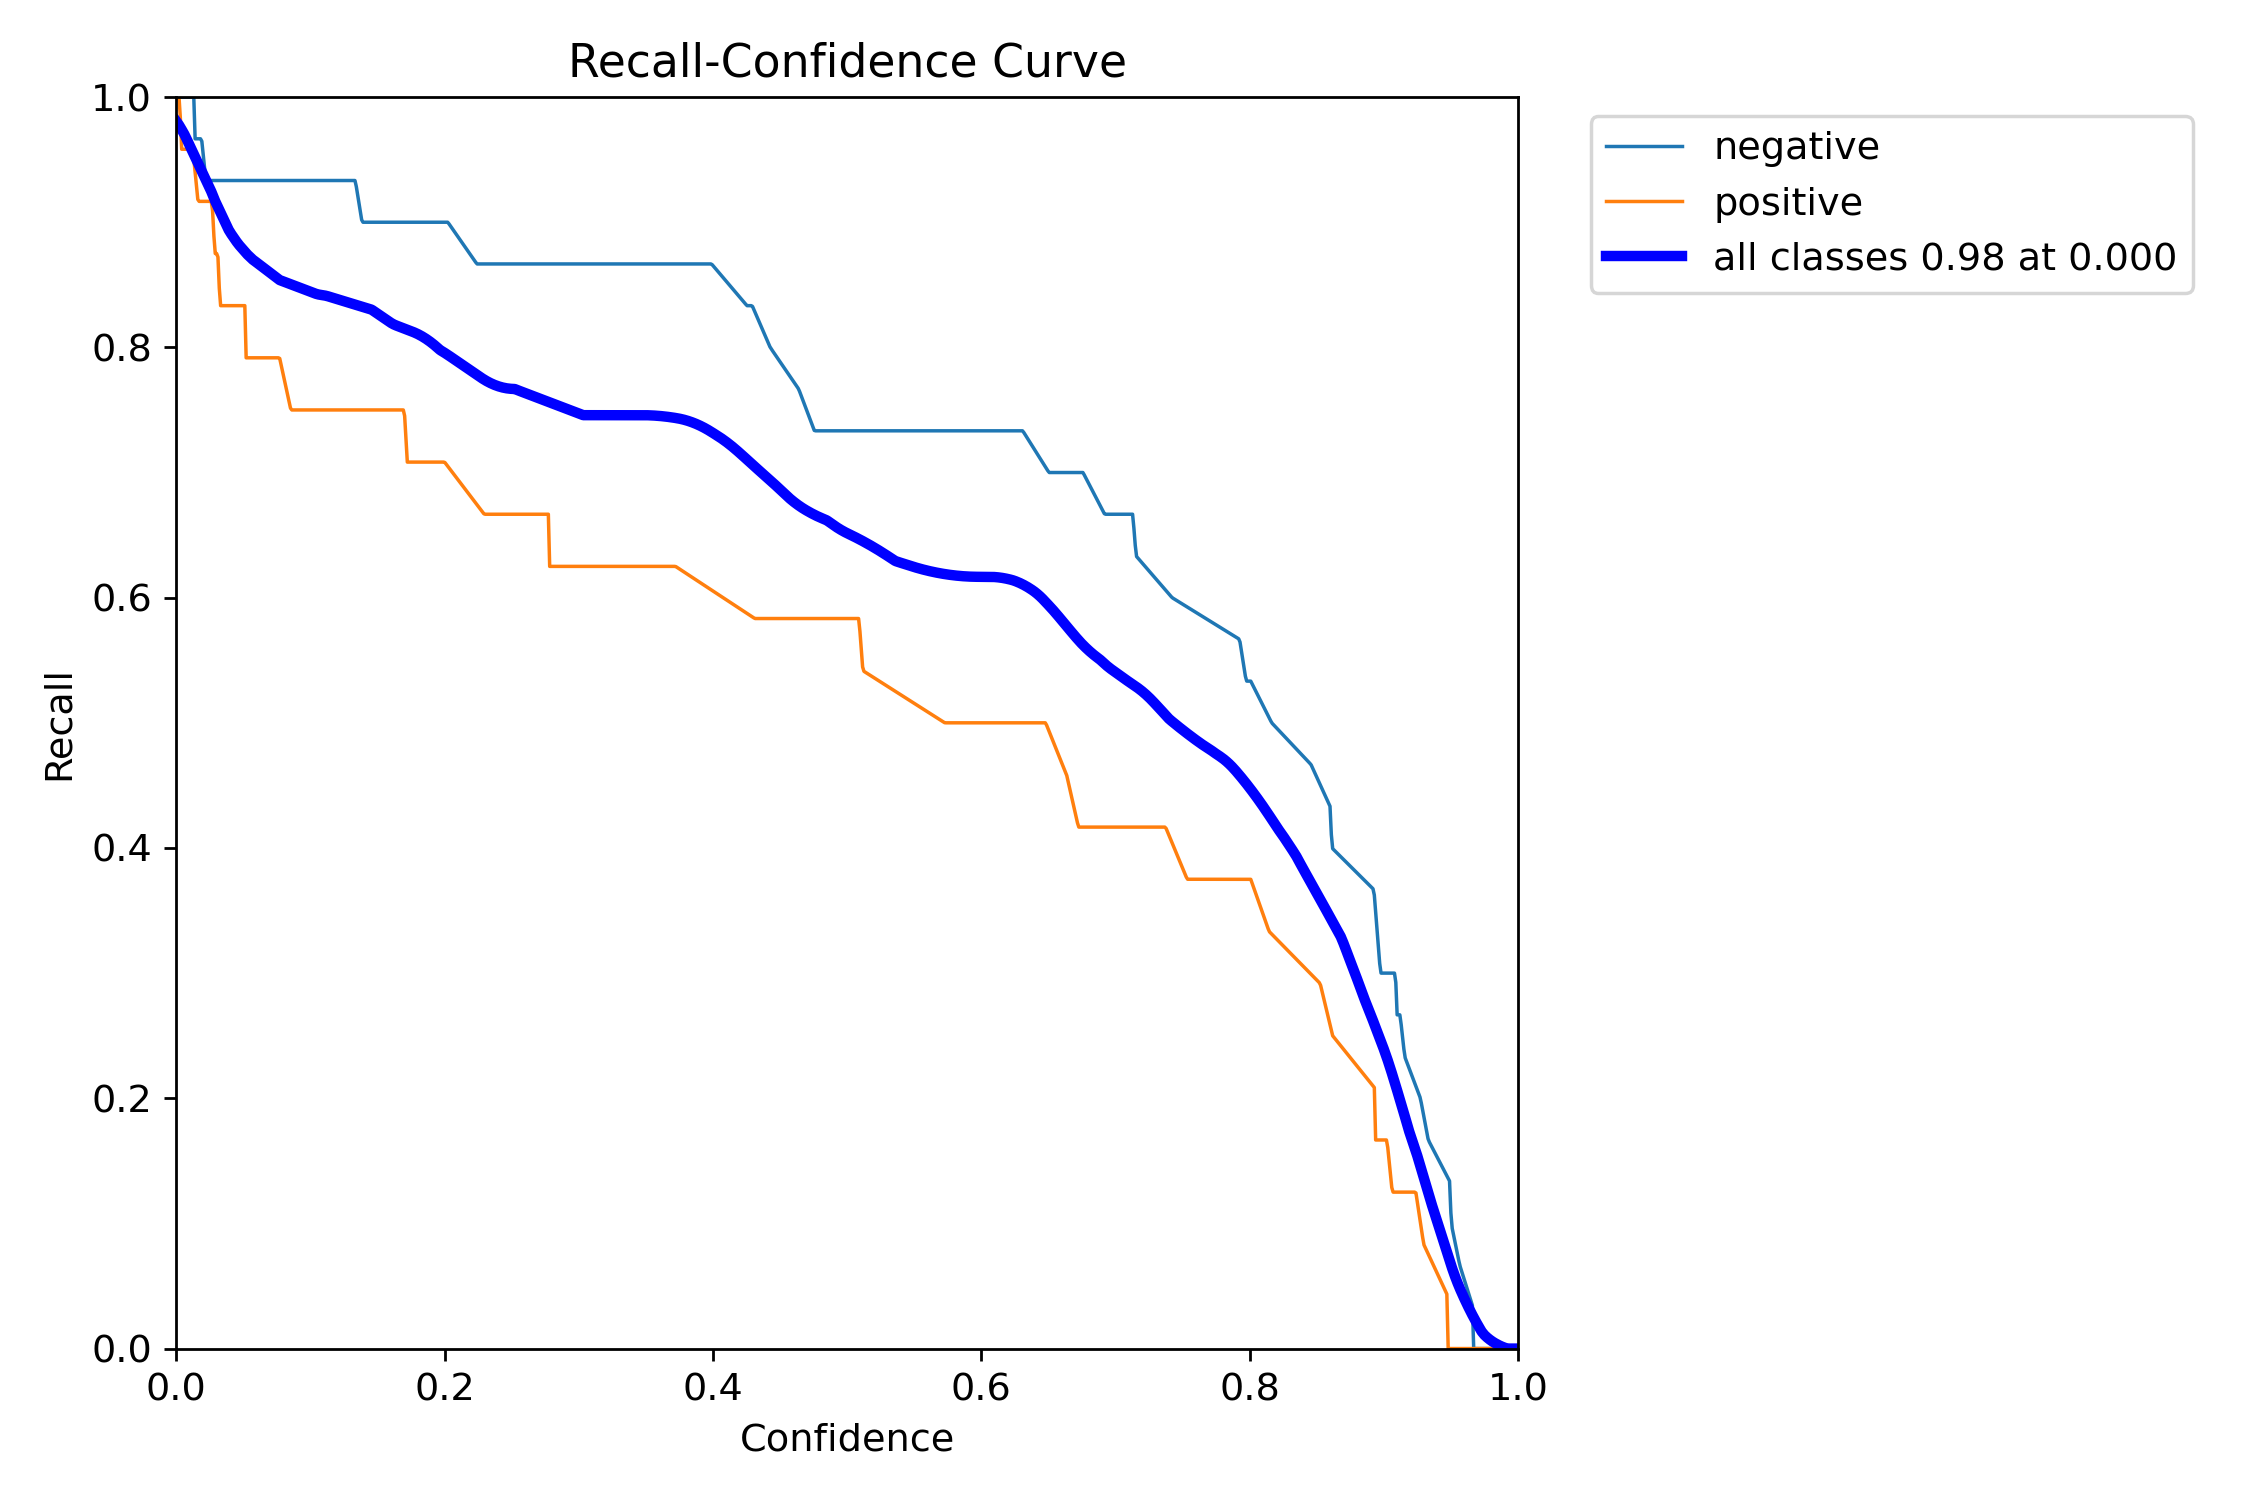 Recall-Confidence Curve
1.0
0.8
0.6
0.4
0.2
0.0
Recall
0.0 0.2 0.4 0.6 0.8 1.0
Confidence
negative
positive
all classes 0.98 at 0.000